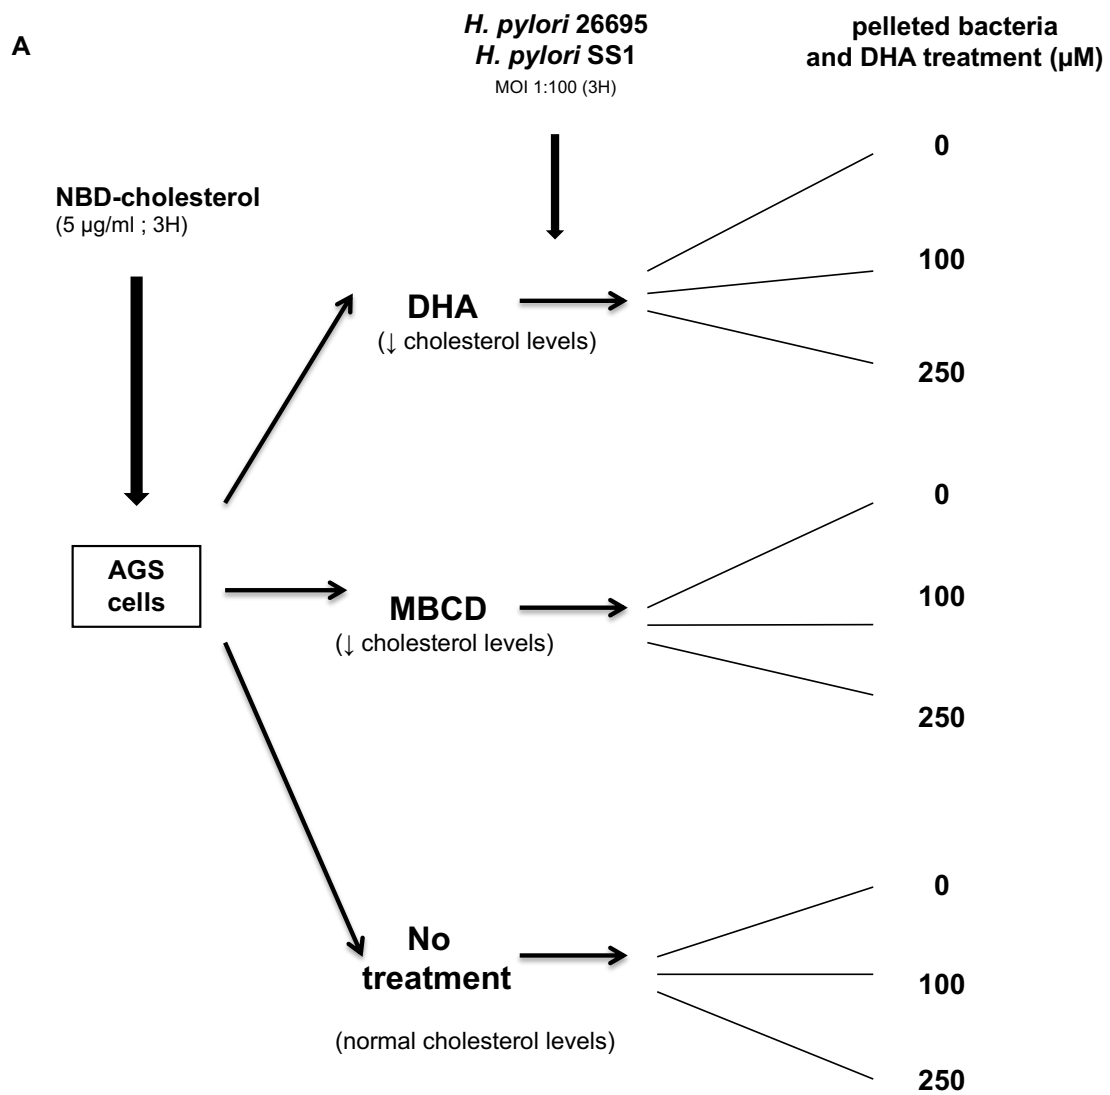 A
H. pylori 26695
H. pylori SS1
MOI 1:100 (3H)
pelleted bacteria
and DHA treatment (µM)
NBD-cholesterol
(5 µg/ml ; 3H)
AGS
cells
DHA
(↓ cholesterol levels)
0
100
250
MBCD
(↓ cholesterol levels)
0
100
250
No
treatment
(normal cholesterol levels)
0
100
250